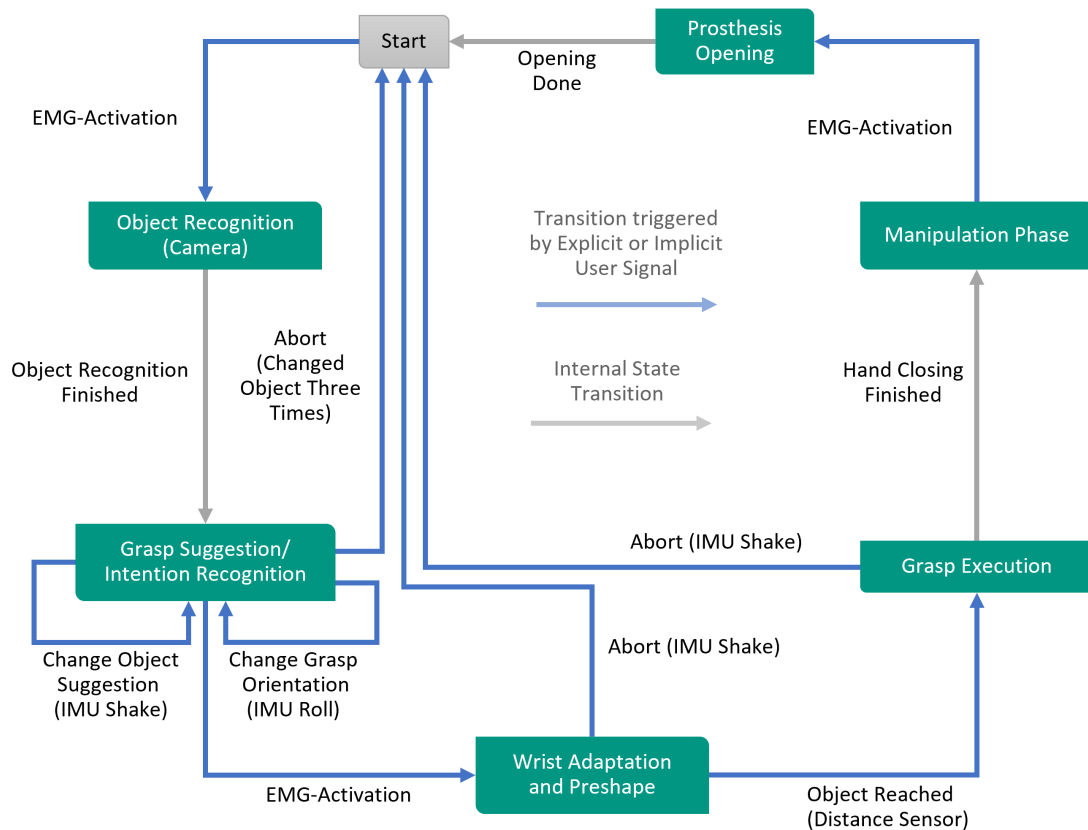 Start
Prosthesis
Opening
Opening
Done
EMG-Activation
EMG-Activation
Object Recognition
(Camera)
Transition triggered
by Explicit or Implicit
User Signal
Manipulation Phase
Abort
(Changed
Object Three
Times)
Object Recognition
Finished
Internal State
Transition
Hand Closing
Finished
Grasp Suggestion/
Intention Recognition
Abort (IMU Shake)
Grasp Execution
Change Object
Suggestion
(IMU Shake)
Change Grasp
Orientation
(IMU Roll)
Abort (IMU Shake)
Wrist Adaptation
and Preshape
EMG-Activation
Object Reached
(Distance Sensor)